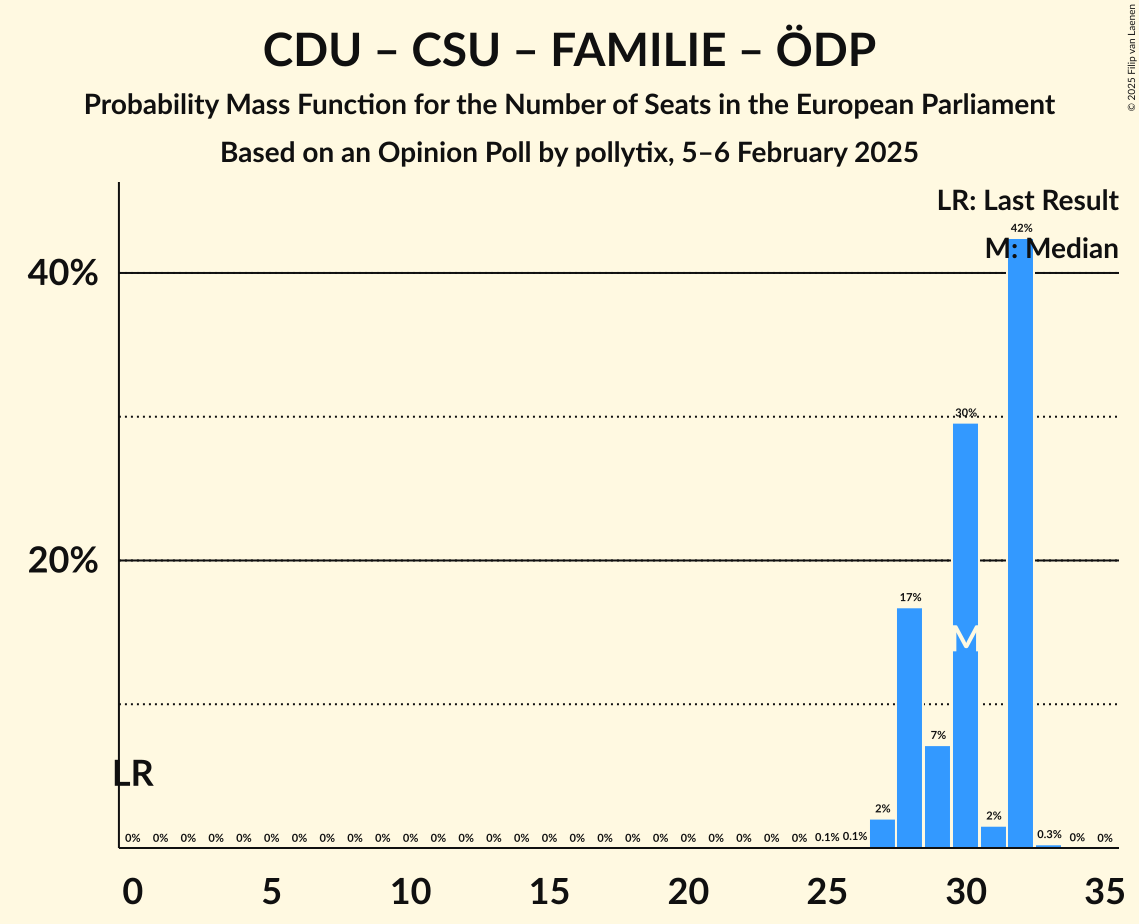 CDU – CSU – FAMILIE – ÖDP
Probability Mass Function for the Number of Seats in the European Parliament
Based on an Opinion Poll by pollytix, 5–6 February 2025
© 2025 Filip van Laenen
LR: Last Result
M: Median
42%
40%
30%
20%
17%
M
7%
LR
2%
2%
0% 0% 0% 0% 0% 0% 0% 0% 0% 0% 0% 0% 0% 0% 0% 0% 0% 0% 0% 0% 0% 0% 0% 0% 0% 0.1% 0.1% 0.3% 0% 0%
0 5 10 15 20 25 30 35